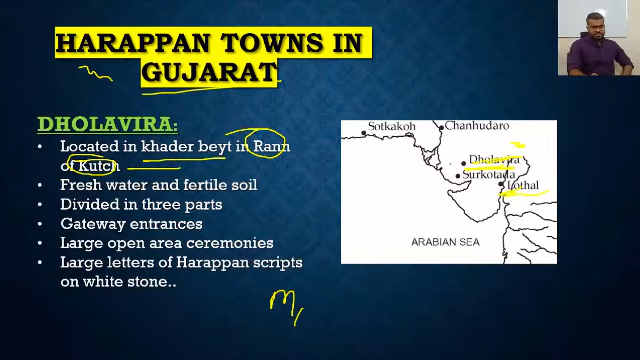 HARAPPAN TOWNS IN
GUJARAT
DHOLAVIRA:
• Located in khader beyt in Rann
of Kutch
• Fresh water and fertile soil
• Divided in three parts
• Gateway entrances
• Large open area ceremonies
• Large letters of Harappan scripts
on white stone..
Sotkakoh
Chanhudaro
Dholavira
Surkotada
Lothal
ARABIAN SEA